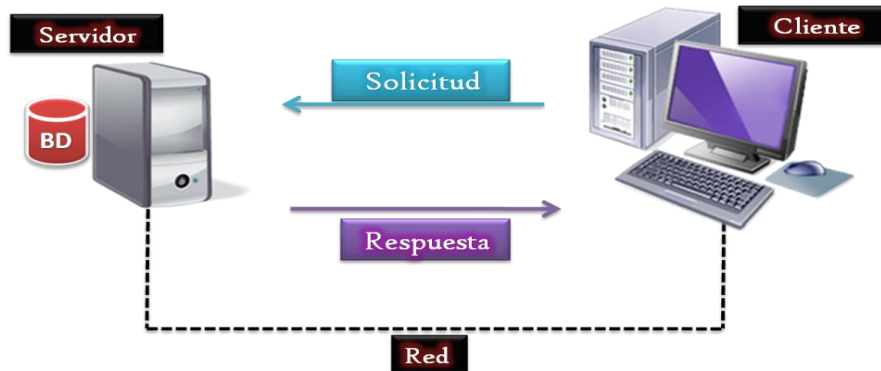 Servidor
Cliente
Solicitud
BD
Respuesta
Red